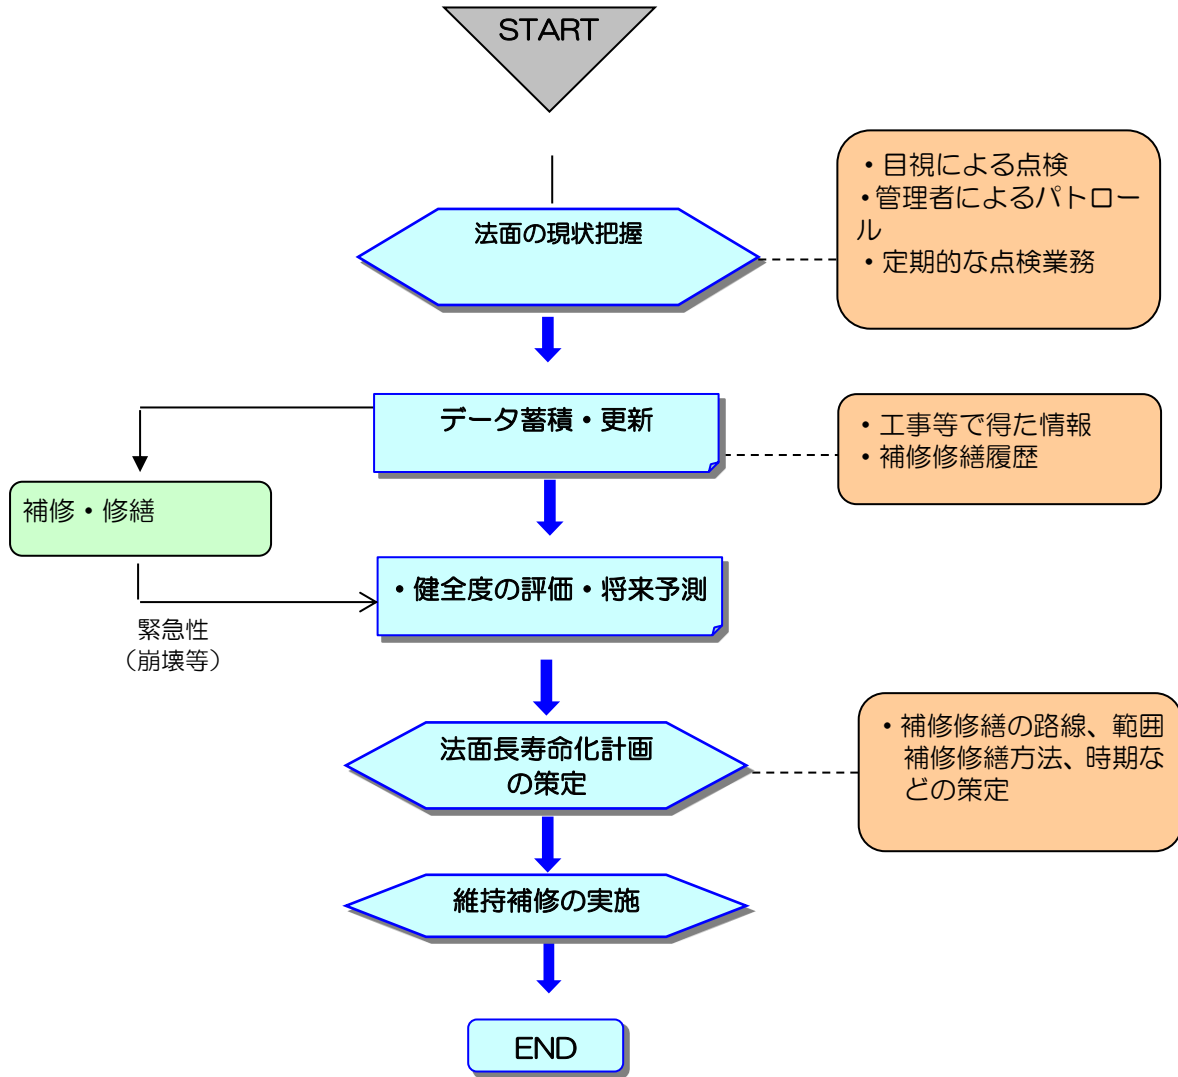 START
法面の現状把握
・目視による点検
・管理者によるパトロー
ル
・定期的な点検業務
データ蓄積・更新
・工事等で得た情報
・補修修繕履歴
補修・修繕
・健全度の評価・将来予測
緊急性
（崩壊等）
法面長寿命化計画
の策定
・補修修繕の路線、範囲
補修修繕方法、時期な
どの策定
維持補修の実施
END